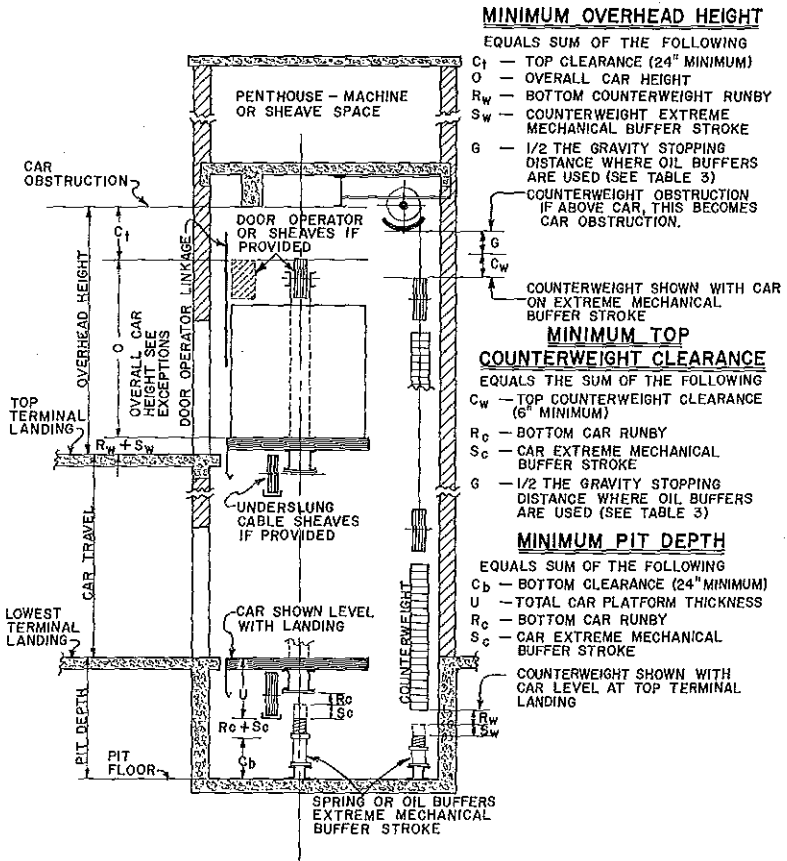 MINIMUM OVERHEAD HEIGHT
EQUALS SUM OF THE FOLLOWING
Ct — TOP CLEARANCE (24" MINIMUM)
O — OVERALL CAR HEIGHT
Rw — BOTTOM COUNTERWEIGHT RUNBY
Sw — COUNTERWEIGHT EXTREME
MECHANICAL BUFFER STROKE
G — 1/2 THE GRAVITY STOPPING
DISTANCE WHERE OIL BUFFERS
ARE USED (SEE TABLE 3)
COUNTERWEIGHT OBSTRUCTION
IF ABOVE CAR, THIS BECOMES
CAR OBSTRUCTION.
G
Cw
COUNTERWEIGHT SHOWN WITH CAR
ON EXTREME MECHANICAL
BUFFER STROKE
MINIMUM TOP
COUNTERWEIGHT CLEARANCE
EQUALS THE SUM OF THE FOLLOWING
Cw — TOP COUNTERWEIGHT CLEARANCE
(6" MINIMUM)
Rc — BOTTOM CAR RUNBY
Sc — CAR EXTREME MECHANICAL
BUFFER STROKE
G — 1/2 THE GRAVITY STOPPING
DISTANCE WHERE OIL BUFFERS
ARE USED (SEE TABLE 3)
MINIMUM PIT DEPTH
EQUALS SUM OF THE FOLLOWING
Cb — BOTTOM CLEARANCE (24" MINIMUM)
U — TOTAL CAR PLATFORM THICKNESS
Rc — BOTTOM CAR RUNBY
Sc — CAR EXTREME MECHANICAL
BUFFER STROKE
COUNTERWEIGHT SHOWN WITH
CAR LEVEL AT TOP TERMINAL
LANDING
Rw
Sw
PENTHOUSE — MACHINE
OR SHEAVE SPACE
CAR
OBSTRUCTION
DOOR OPERATOR
OR SHEAVES IF
PROVIDED
Ct
OVERHEAD HEIGHT
O
OVERALL CAR
HEIGHT SEE
EXCEPTIONS
DOOR OPERATOR LINKAGE
TOP
TERMINAL
LANDING
Rw + Sw
UNDERSLUNG
CABLE SHEAVES
IF PROVIDED
CAR TRAVEL
LOWEST
TERMINAL
LANDING
CAR SHOWN LEVEL
WITH LANDING
COUNTERWEIGHT
U
Rc
Sc
Rc + Sc
Cb
PIT DEPTH
PIT
FLOOR
SPRING OR OIL BUFFERS
EXTREME MECHANICAL
BUFFER STROKE